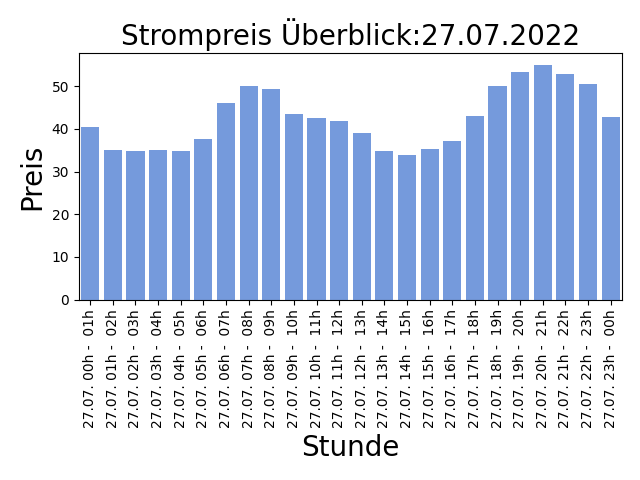 Strompreis Überblick:27.07.2022
50
40
30
20
10
0
Preis
27.07. 00h - 01h
27.07. 01h - 02h
27.07. 02h - 03h
27.07. 03h - 04h
27.07. 04h - 05h
27.07. 05h - 06h
27.07. 06h - 07h
27.07. 07h - 08h
27.07. 08h - 09h
27.07. 09h - 10h
27.07. 10h - 11h
27.07. 11h - 12h
27.07. 12h - 13h
27.07. 13h - 14h
27.07. 14h - 15h
27.07. 15h - 16h
27.07. 16h - 17h
27.07. 17h - 18h
27.07. 18h - 19h
27.07. 19h - 20h
27.07. 20h - 21h
27.07. 21h - 22h
27.07. 22h - 23h
27.07. 23h - 00h
Stunde